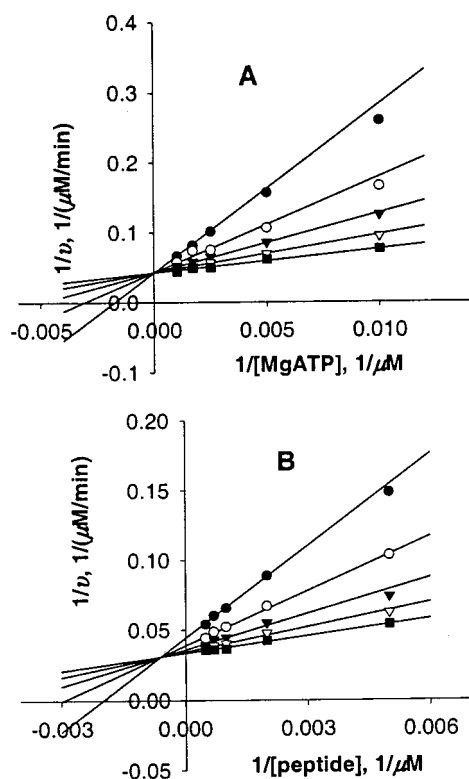 0.4
A
0.3
0.2
0.1
0.0
-0.1
-0.005 0.000 0.005 0.010
1/v, 1/(μM/min)
1/[MgATP], 1/μM
0.20
B
0.15
0.10
0.05
0.00
-0.05
-0.003 0.000 0.003 0.006
1/v, 1/(μM/min)
1/[peptide], 1/μM